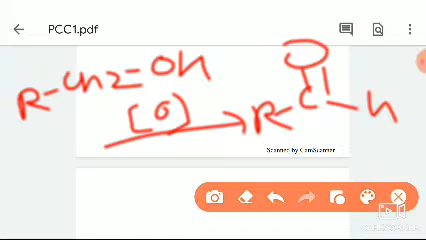 PCC1.pdf
R-CH2=OH
[O]
R-C-H
Scanned by CamScanner